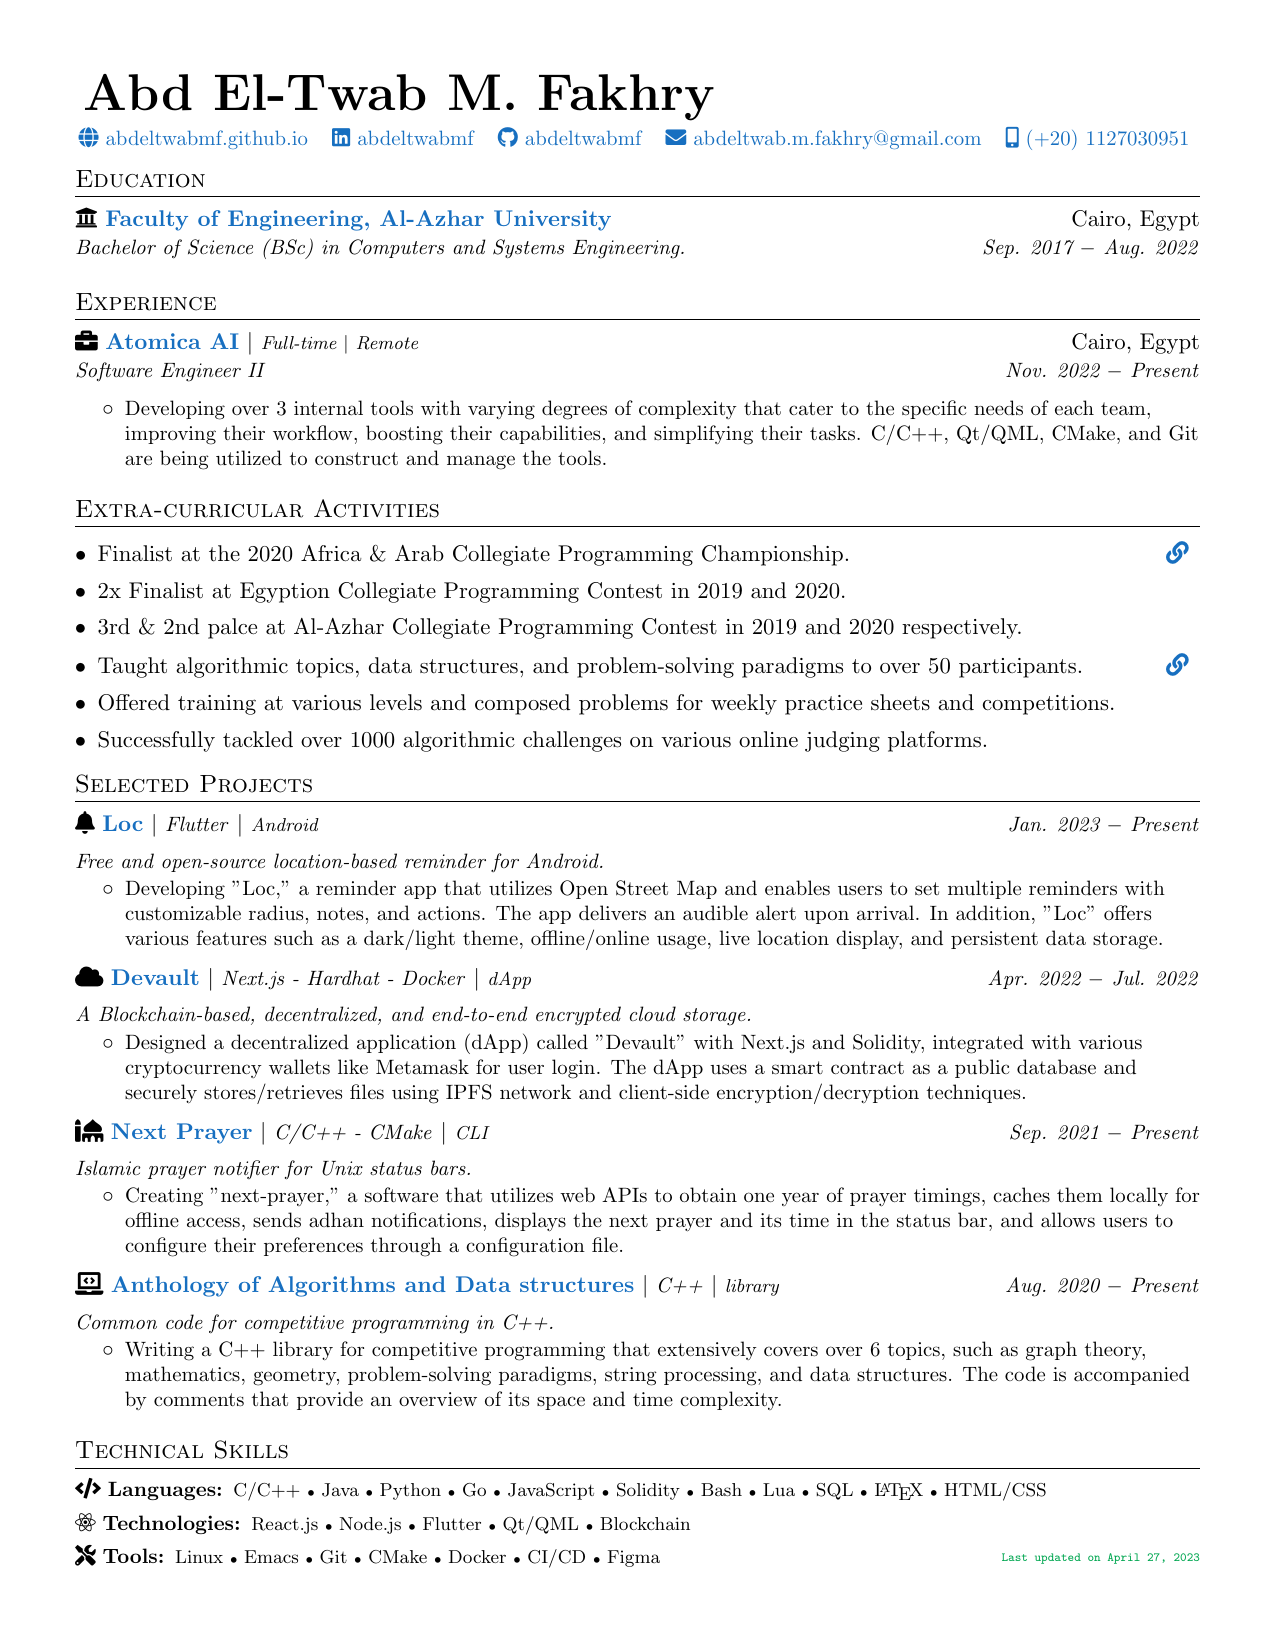 Abd El-Twab M. Fakhry
abdeltwabmf.github.io abdeltwabmf abdeltwabmf abdeltwab.m.fakhry@gmail.com (+20) 1127030951
Education
Faculty of Engineering, Al-Azhar University Cairo, Egypt
Bachelor of Science (BSc) in Computers and Systems Engineering. Sep. 2017 – Aug. 2022
Experience
Atomica AI | Full-time | Remote Cairo, Egypt
Software Engineer II Nov. 2022 – Present
○ Developing over 3 internal tools with varying degrees of complexity that cater to the specific needs of each team,
improving their workflow, boosting their capabilities, and simplifying their tasks. C/C++, Qt/QML, CMake, and Git
are being utilized to construct and manage the tools.
Extra-curricular Activities
• Finalist at the 2020 Africa & Arab Collegiate Programming Championship.
• 2x Finalist at Egyption Collegiate Programming Contest in 2019 and 2020.
• 3rd & 2nd palce at Al-Azhar Collegiate Programming Contest in 2019 and 2020 respectively.
• Taught algorithmic topics, data structures, and problem-solving paradigms to over 50 participants.
• Offered training at various levels and composed problems for weekly practice sheets and competitions.
• Successfully tackled over 1000 algorithmic challenges on various online judging platforms.
Selected Projects
Loc | Flutter | Android Jan. 2023 – Present
Free and open-source location-based reminder for Android.
○ Developing ”Loc,” a reminder app that utilizes Open Street Map and enables users to set multiple reminders with
customizable radius, notes, and actions. The app delivers an audible alert upon arrival. In addition, ”Loc” offers
various features such as a dark/light theme, offline/online usage, live location display, and persistent data storage.
Devault | Next.js - Hardhat - Docker | dApp Apr. 2022 – Jul. 2022
A Blockchain-based, decentralized, and end-to-end encrypted cloud storage.
○ Designed a decentralized application (dApp) called ”Devault” with Next.js and Solidity, integrated with various
cryptocurrency wallets like Metamask for user login. The dApp uses a smart contract as a public database and
securely stores/retrieves files using IPFS network and client-side encryption/decryption techniques.
Next Prayer | C/C++ - CMake | CLI Sep. 2021 – Present
Islamic prayer notifier for Unix status bars.
○ Creating ”next-prayer,” a software that utilizes web APIs to obtain one year of prayer timings, caches them locally for
offline access, sends adhan notifications, displays the next prayer and its time in the status bar, and allows users to
configure their preferences through a configuration file.
Anthology of Algorithms and Data structures | C++ | library Aug. 2020 – Present
Common code for competitive programming in C++.
○ Writing a C++ library for competitive programming that extensively covers over 6 topics, such as graph theory,
mathematics, geometry, problem-solving paradigms, string processing, and data structures. The code is accompanied
by comments that provide an overview of its space and time complexity.
Technical Skills
Languages: C/C++ • Java • Python • Go • JavaScript • Solidity • Bash • Lua • SQL • LATEX • HTML/CSS
Technologies: React.js • Node.js • Flutter • Qt/QML • Blockchain
Tools: Linux • Emacs • Git • CMake • Docker • CI/CD • Figma Last updated on April 27, 2023